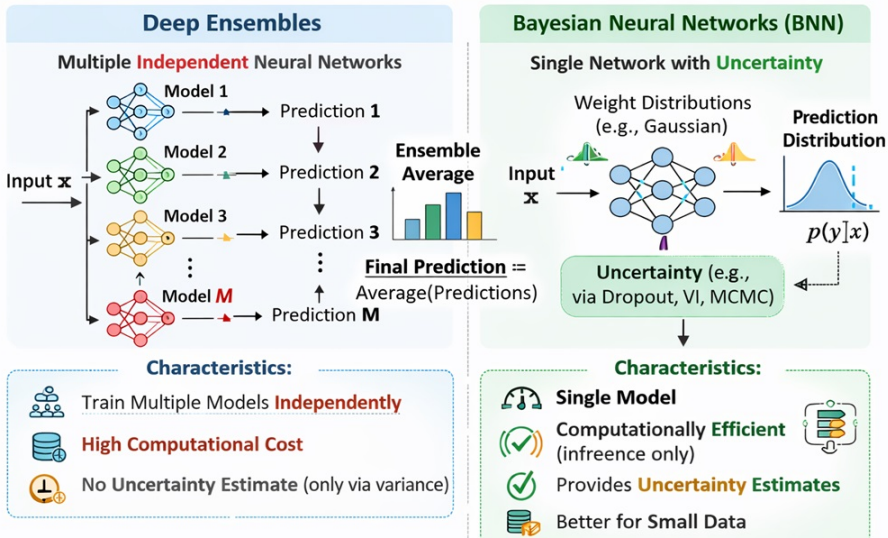 Deep Ensembles
Multiple Independent Neural Networks
Input x
Model 1
Prediction 1
Model 2
Prediction 2
Model 3
Prediction 3
Model M
Prediction M
Ensemble
Average
Final Prediction =
Average(Predictions)
Characteristics:
Train Multiple Models Independently
High Computational Cost
No Uncertainty Estimate (only via variance)
Bayesian Neural Networks (BNN)
Single Network with Uncertainty
Weight Distributions
(e.g., Gaussian)
Input
x
Prediction
Distribution
p(y]x)
Uncertainty (e.g.,
via Dropout, VI, MCMC)
Characteristics:
Single Model
Computationally Efficient
(infreence only)
Provides Uncertainty Estimates
Better for Small Data